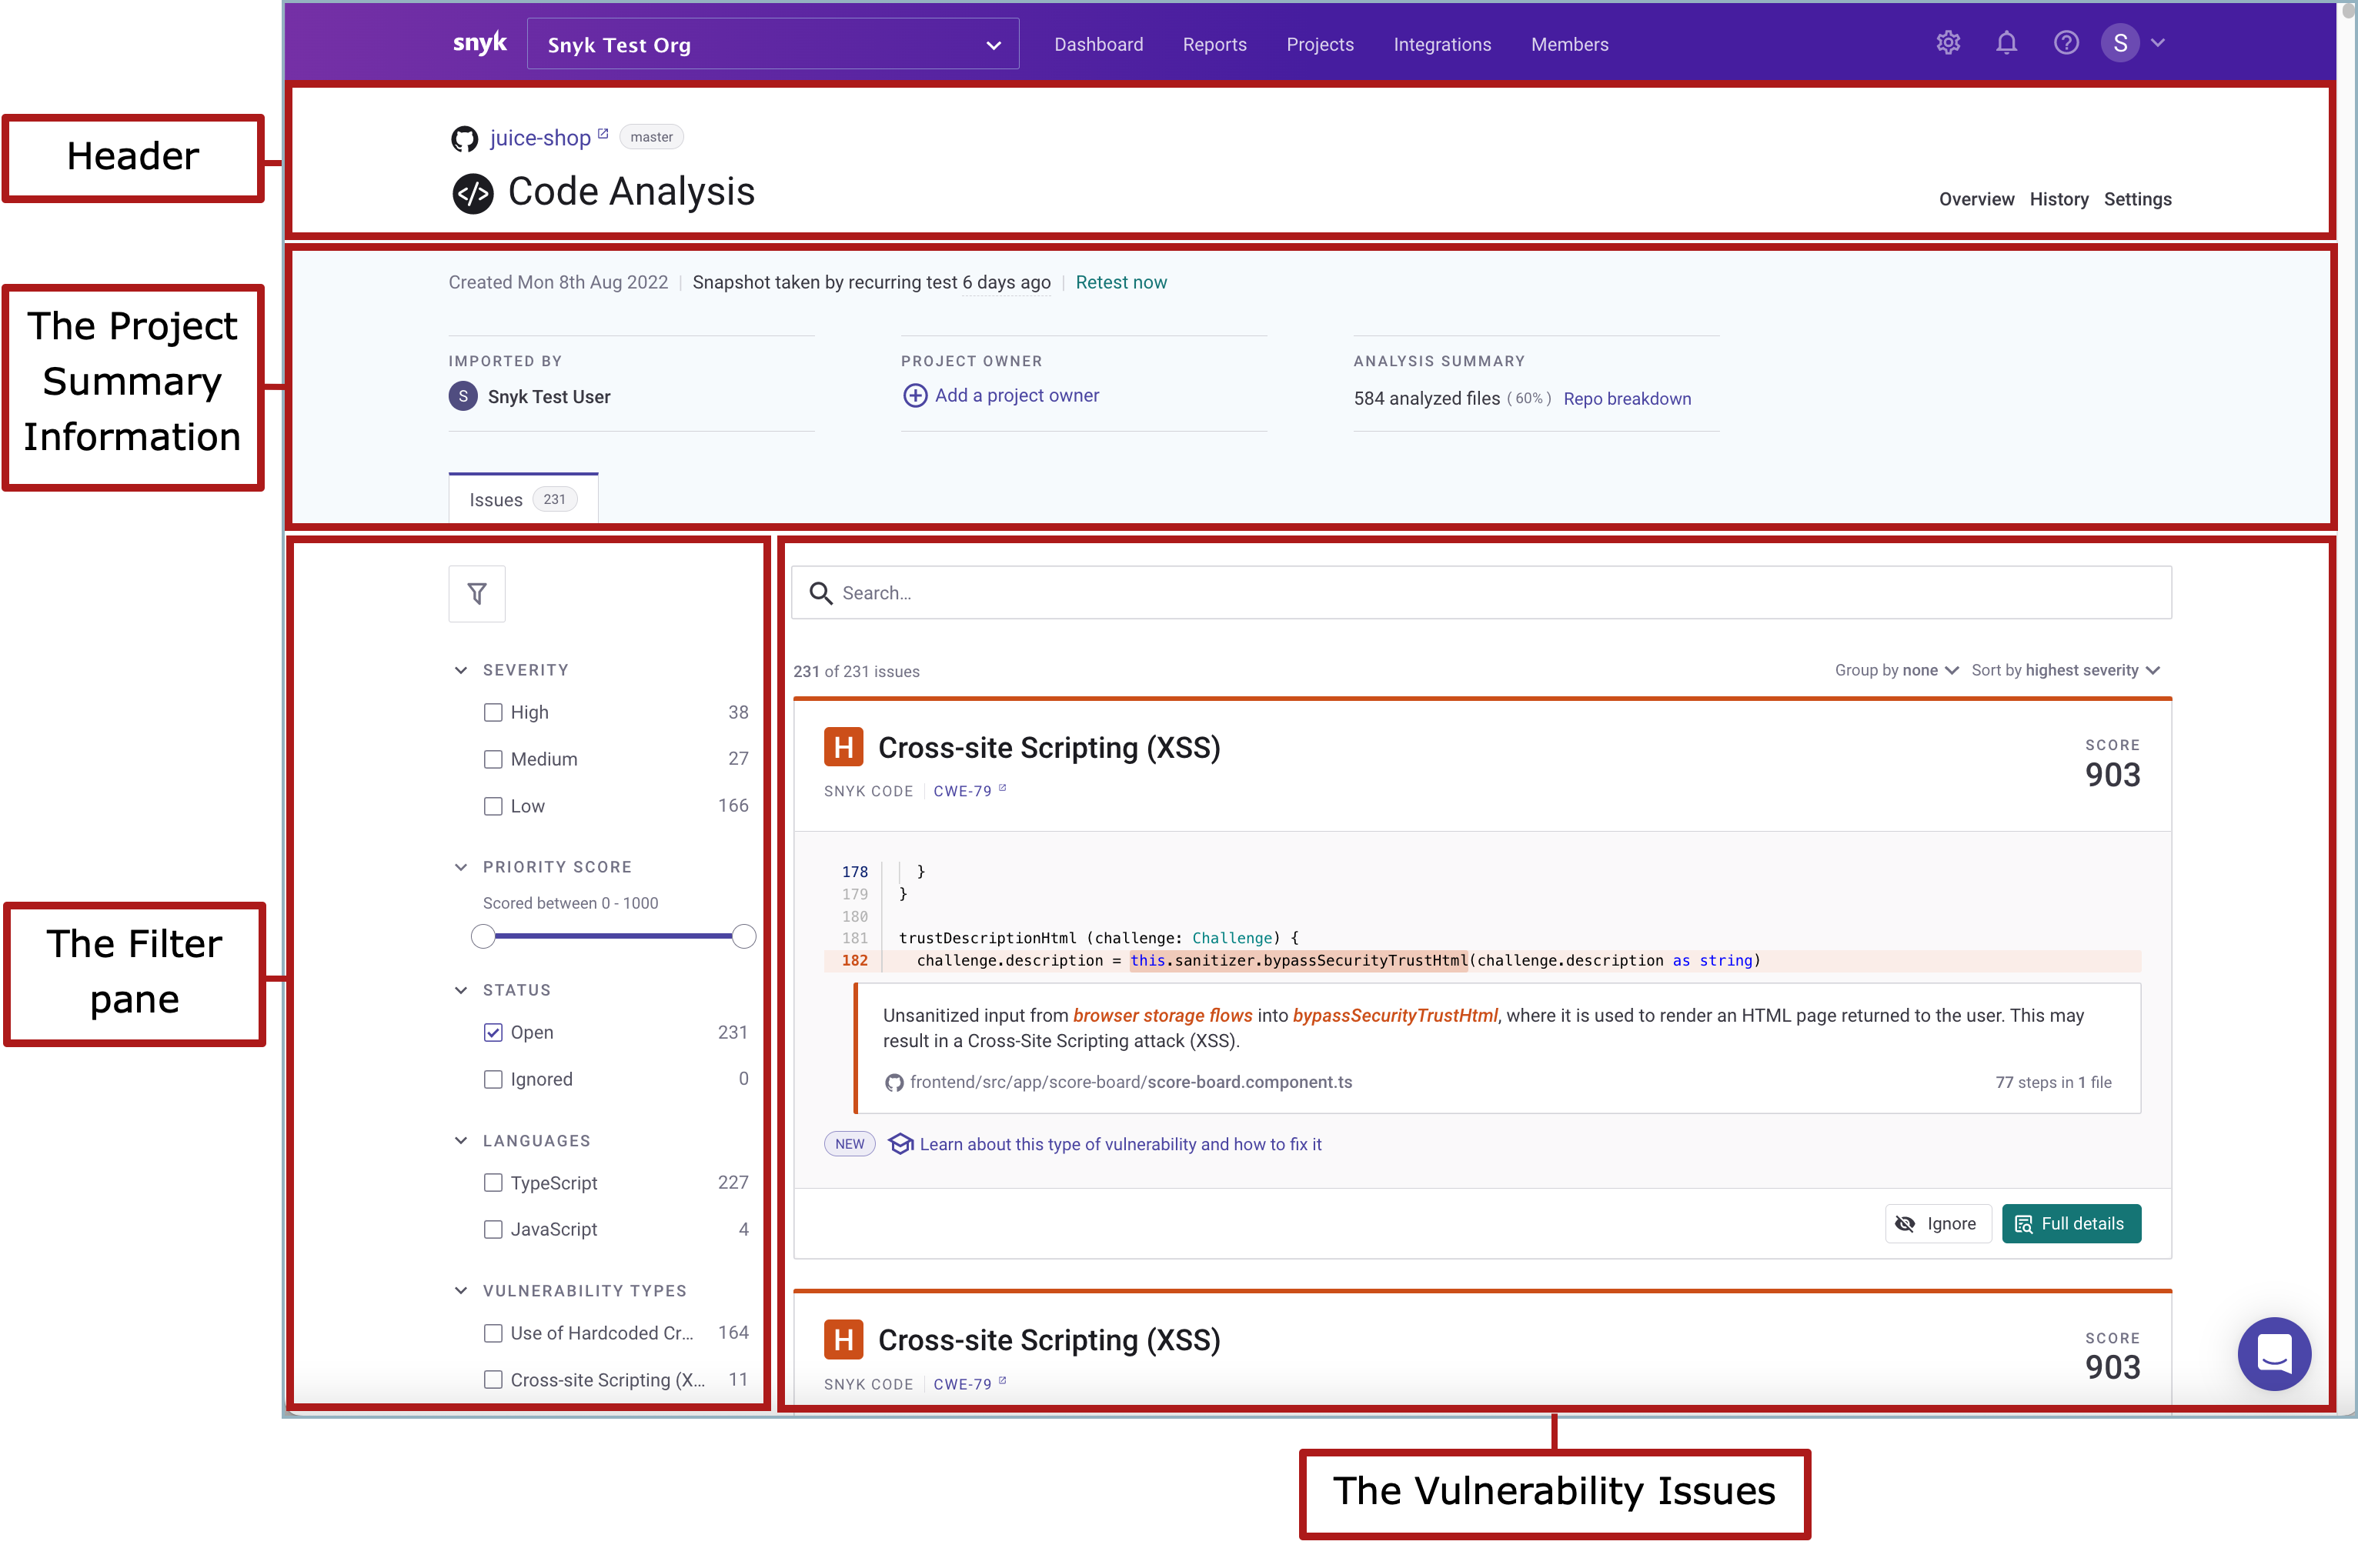 snyk
Snyk Test Org
Dashboard Reports Projects Integrations Members
S
Header
juice-shop master
Code Analysis
Overview History Settings
The Project
Summary
Information
Created Mon 8th Aug 2022 | Snapshot taken by recurring test 6 days ago | Retest now
IMPORTED BY
S Snyk Test User
PROJECT OWNER
Add a project owner
ANALYSIS SUMMARY
584 analyzed files (60%) Repo breakdown
Issues 231
The Filter
pane
SEVERITY
High 38
Medium 27
Low 166
PRIORITY SCORE
Scored between 0 - 1000
STATUS
Open 231
Ignored 0
LANGUAGES
TypeScript 227
JavaScript 4
VULNERABILITY TYPES
Use of Hardcoded Cr... 164
Cross-site Scripting (X... 11
Search...
231 of 231 issues
Group by none Sort by highest severity
H Cross-site Scripting (XSS)
SNYK CODE | CWE-79
SCORE
903
178 }
179 }
180
181 trustDescriptionHtml (challenge: Challenge) {
182 challenge.description = this.sanitizer.bypassSecurityTrustHtml(challenge.description as string)
Unsanitized input from browser storage flows into bypassSecurityTrustHtml, where it is used to render an HTML page returned to the user. This may
result in a Cross-Site Scripting attack (XSS).
frontend/src/app/score-board/score-board.component.ts 77 steps in 1 file
NEW Learn about this type of vulnerability and how to fix it
Ignore Full details
H Cross-site Scripting (XSS)
SNYK CODE | CWE-79
SCORE
903
The Vulnerability Issues